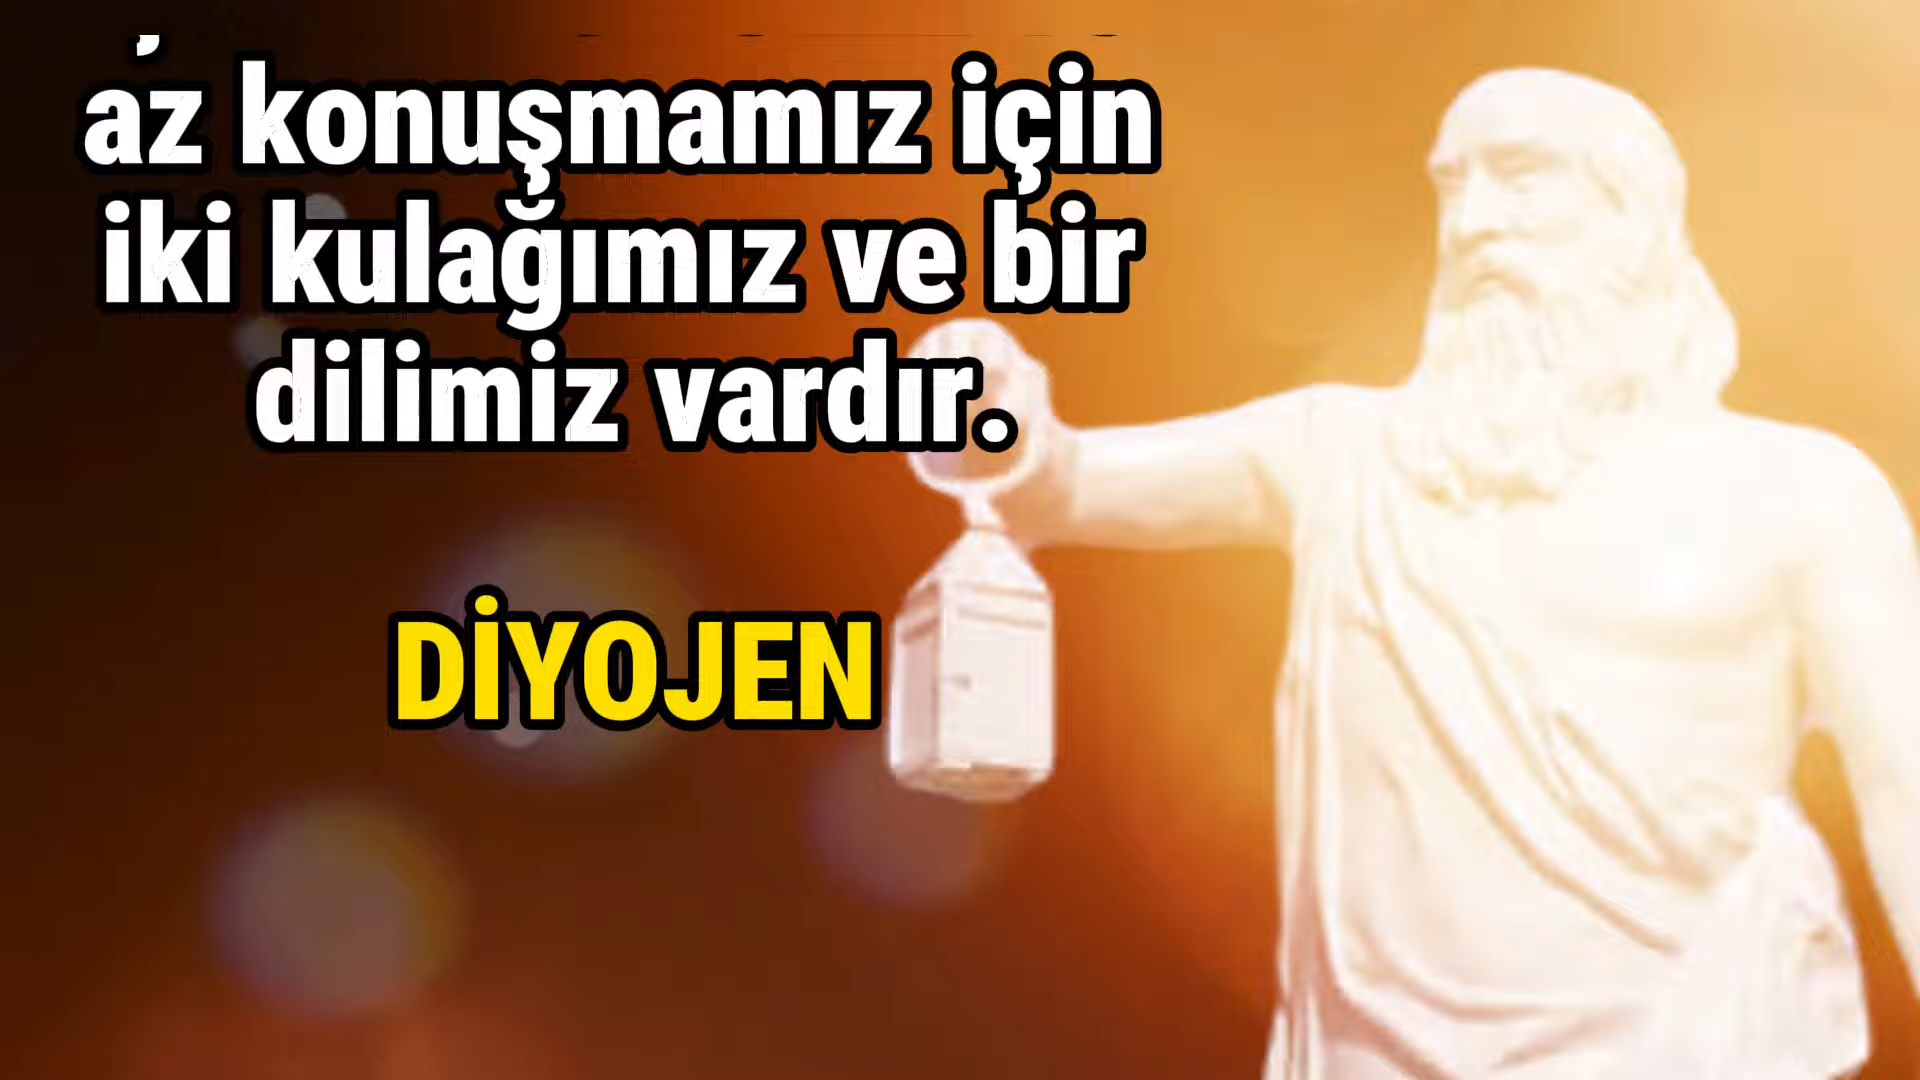 az konuşmamız için
iki kulağımız ve bir
dilimiz vardır.
DİYOJEN